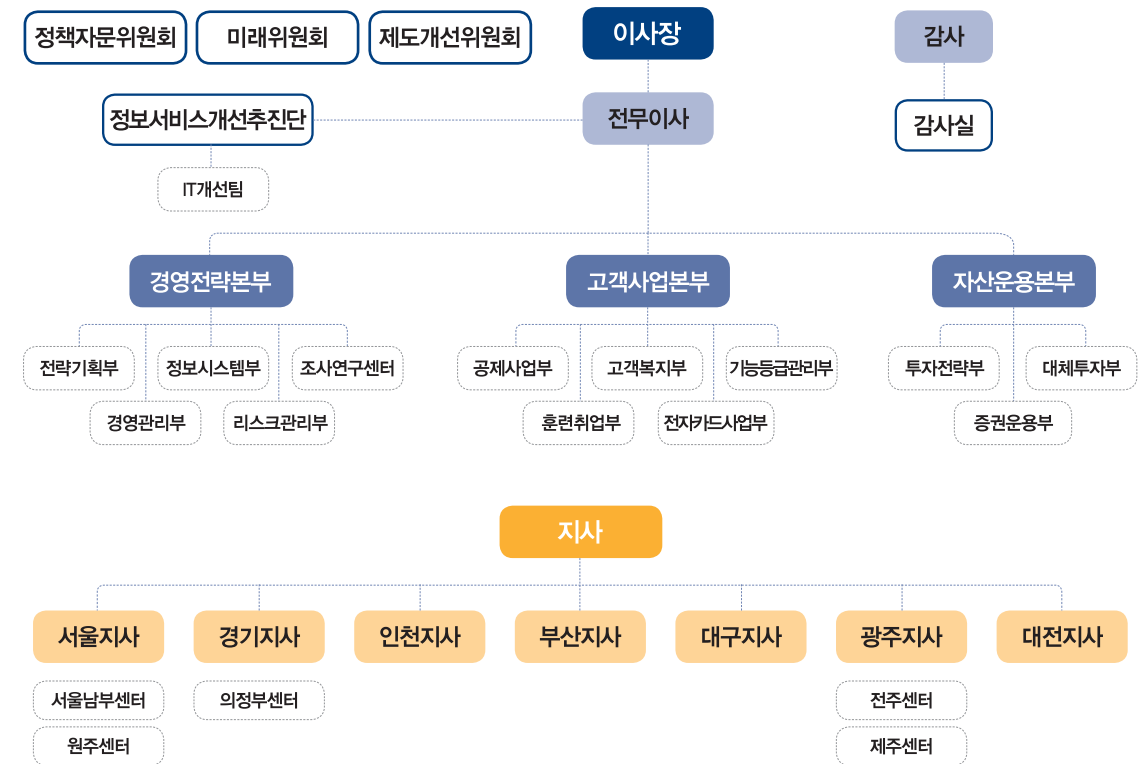 정책자문위원회
미래위원회
제도개선위원회
이사장
감사
정보서비스개선추진단
전무이사
감사실
IT개선팀
경영전략본부
고객사업본부
자산운용본부
전략기획부
정보시스템부
조사연구센터
공제사업부
고객복지부
기능등급관리부
투자전략부
대체투자부
경영관리부
리스크관리부
훈련취업부
전자카드사업부
증권운용부
지사
서울지사
경기지사
인천지사
부산지사
대구지사
광주지사
대전지사
서울남부센터
의정부센터
전주센터
원주센터
제주센터